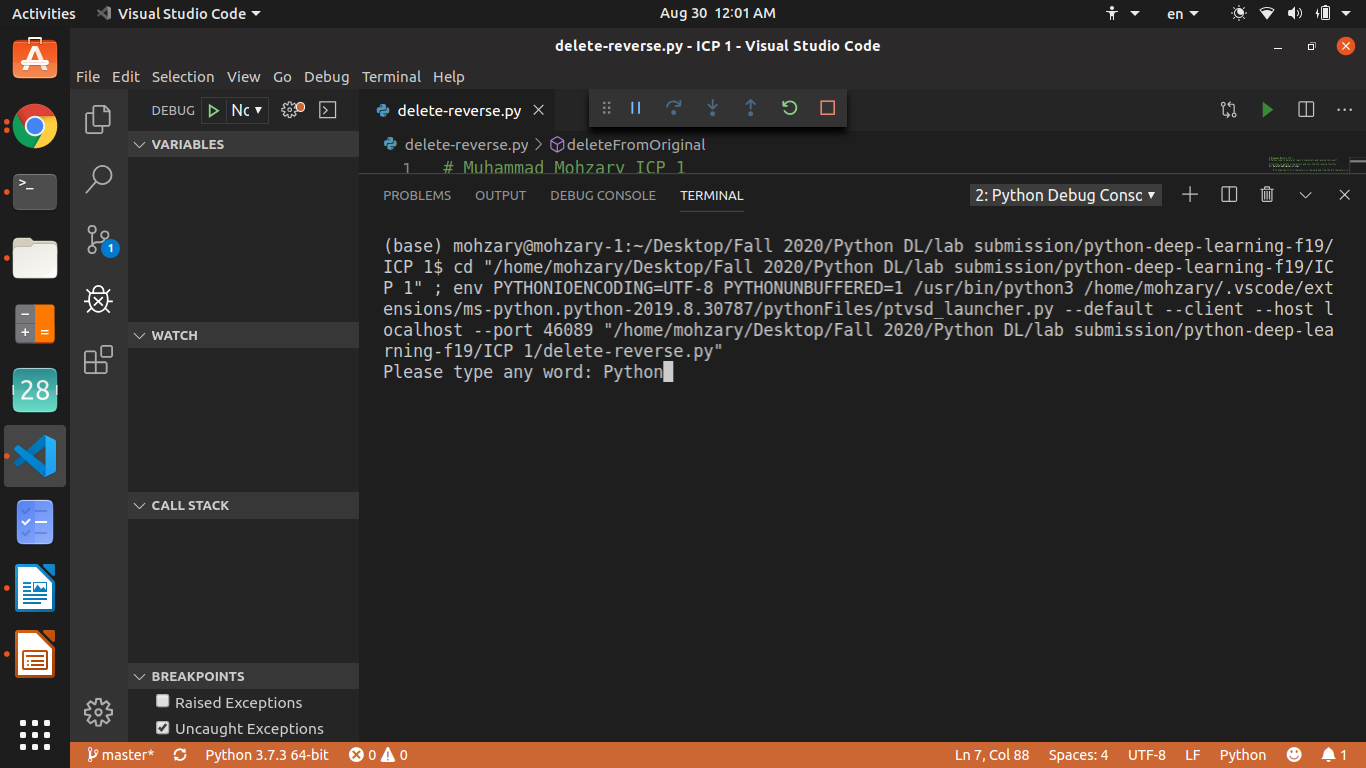 Activities Visual Studio Code Aug 30 12:01 AM en
delete-reverse.py - ICP 1 - Visual Studio Code
File Edit Selection View Go Debug Terminal Help
DEBUG Nc delete-reverse.py
VARIABLES delete-reverse.py > deleteFromOriginal
1 # Muhammad Mohzary ICP 1
PROBLEMS OUTPUT DEBUG CONSOLE TERMINAL 2: Python Debug Consc
(base) mohzary@mohzary-1:~/Desktop/Fall 2020/Python DL/lab submission/python-deep-learning-f19/
ICP 1$ cd "/home/mohzary/Desktop/Fall 2020/Python DL/lab submission/python-deep-learning-f19/IC
P 1" ; env PYTHONIOENCODING=UTF-8 PYTHONUNBUFFERED=1 /usr/bin/python3 /home/mohzary/.vscode/ext
ensions/ms-python.python-2019.8.30787/pythonFiles/ptvsd_launcher.py --default --client --host l
ocalhost --port 46089 "/home/mohzary/Desktop/Fall 2020/Python DL/lab submission/python-deep-lea
rning-f19/ICP 1/delete-reverse.py"
Please type any word: Python
1
28
WATCH
CALL STACK
BREAKPOINTS
Raised Exceptions
Uncaught Exceptions
master* Python 3.7.3 64-bit 0 0 Ln 7, Col 88 Spaces: 4 UTF-8 LF Python 1